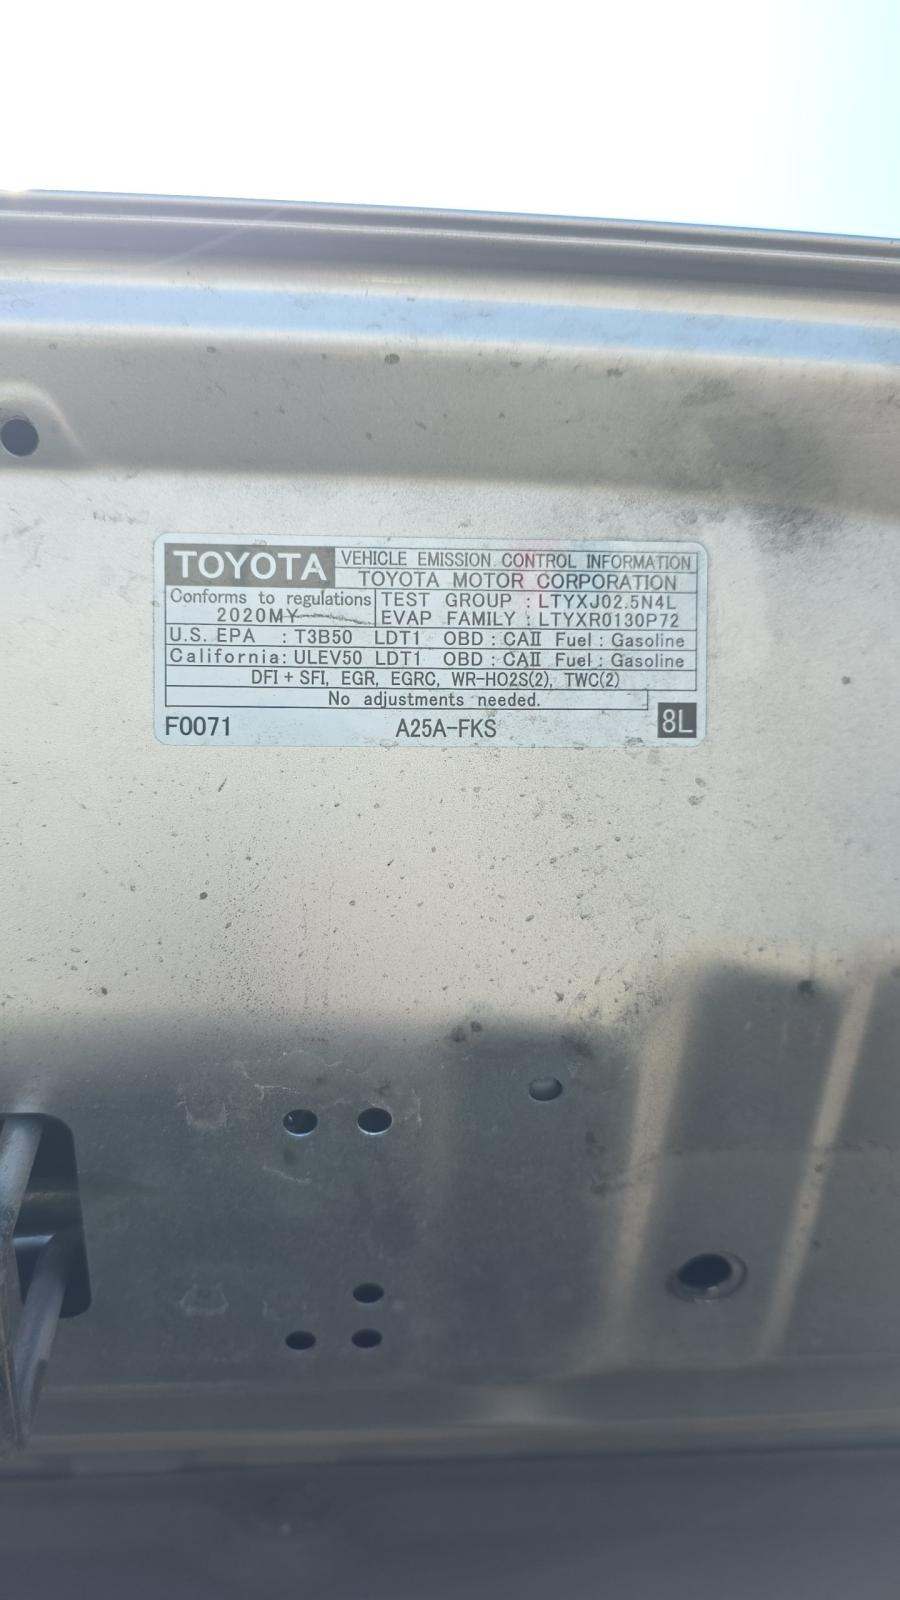 TOYOTA VEHICLE EMISSION CONTROL INFORMATION
TOYOTA MOTOR CORPORATION
Conforms to regulations TEST GROUP : LTYXJ02.5N4L
2020MY EVAP FAMILY : LTYXR0130P72
U.S. EPA : T3B50 LDT1 OBD : CAⅡ Fuel : Gasoline
California : ULEV50 LDT1 OBD : CAⅡ Fuel : Gasoline
DFI + SFI, EGR, EGRC, WR-HO2S(2), TWC(2)
No adjustments needed.
F0071 A25A-FKS 8L